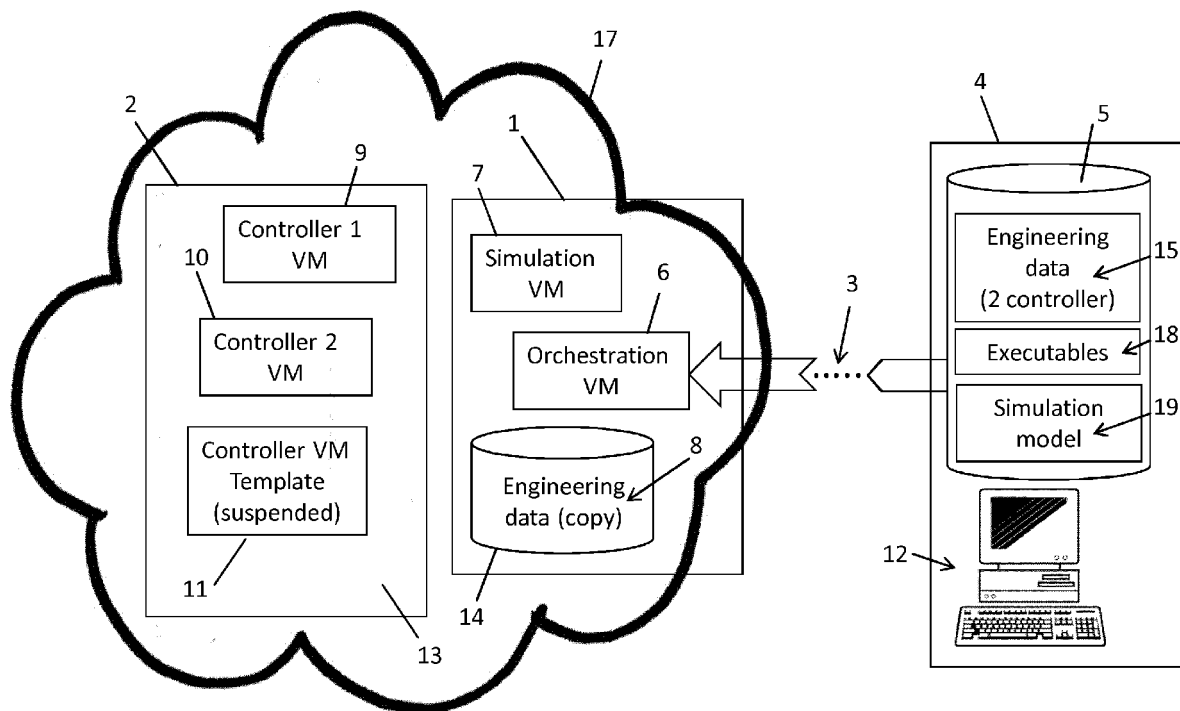 17
2
4
1
5
9
7
Controller 1
VM
Simulation
VM
Engineering
data
(2 controller)
15
10
6
3
Controller 2
VM
Orchestration
VM
Executables
18
Simulation
model
19
Controller VM
Template
(suspended)
8
Engineering
data (copy)
12
11
14
13